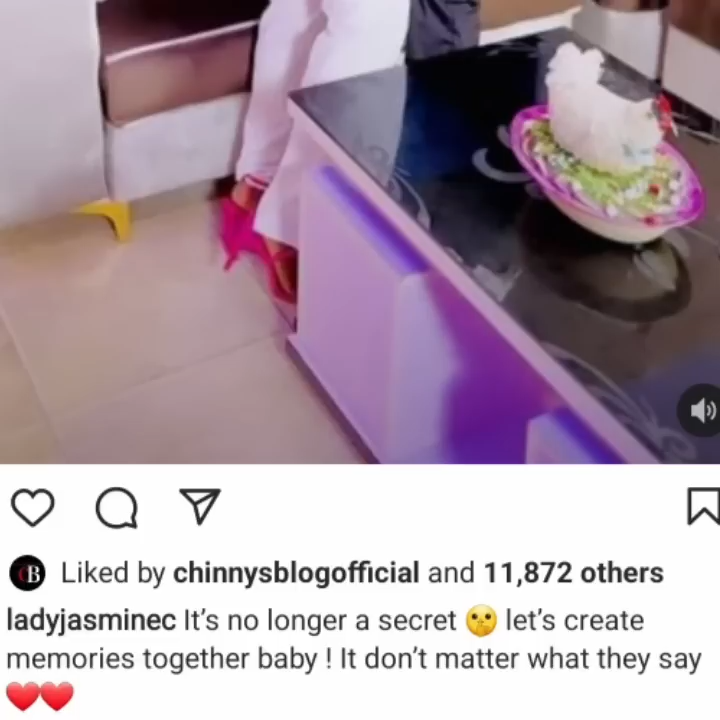 B Liked by chinnysblogofficial and 11,872 others
ladyjasminec It’s no longer a secret 🤫 let’s create
memories together baby ! It don’t matter what they say
❤️❤️